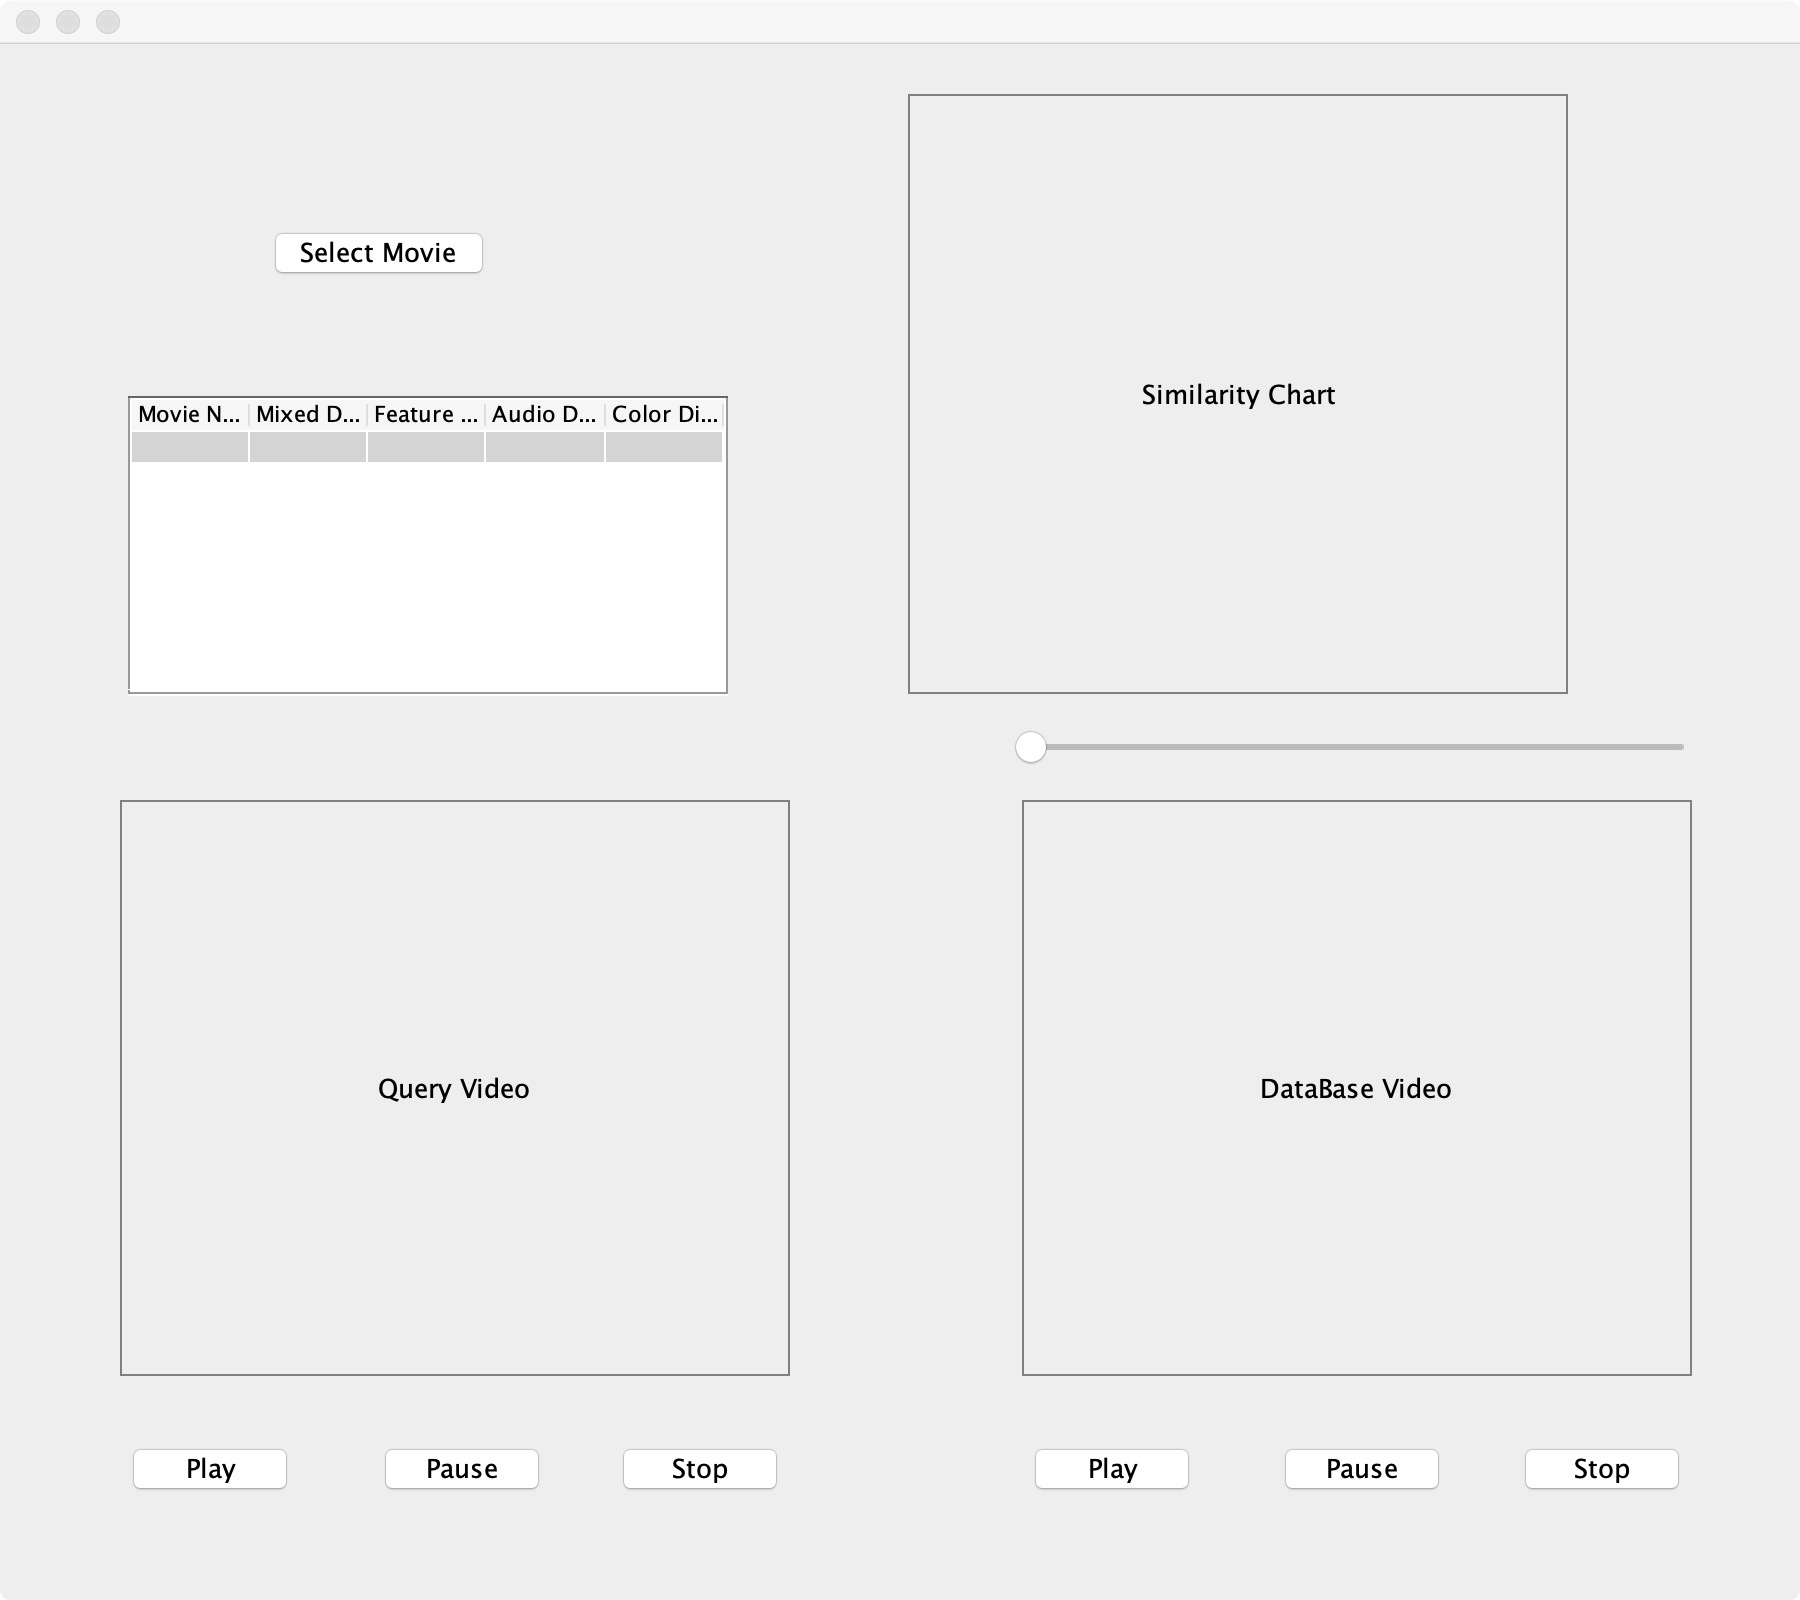 Select Movie
Movie N... Mixed D... Feature ... Audio D... Color Di...
Similarity Chart
Query Video
DataBase Video
Play Pause Stop
Play Pause Stop